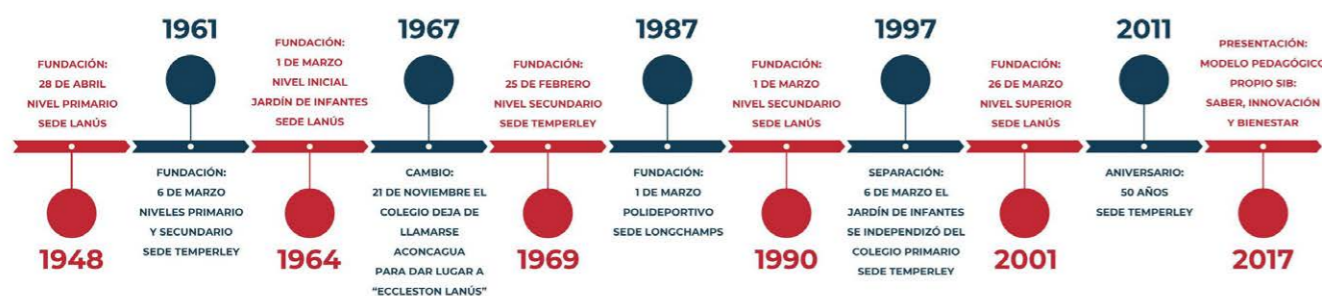 FUNDACIÓN:
28 DE ABRIL
NIVEL PRIMARIO
SEDE LANÚS
1948
1961
FUNDACIÓN:
6 DE MARZO
NIVELES PRIMARIO
Y SECUNDARIO
SEDE TEMPERLEY
FUNDACIÓN:
1 DE MARZO
NIVEL INICIAL
JARDÍN DE INFANTES
SEDE LANÚS
1964
1967
CAMBIO:
21 DE NOVIEMBRE EL
COLEGIO DEJA DE
LLAMARSE
ACONCAGUA
PARA DAR LUGAR A
“ECCLESTON LANÚS”
FUNDACIÓN:
25 DE FEBRERO
NIVEL SECUNDARIO
SEDE TEMPERLEY
1969
1987
FUNDACIÓN:
1 DE MARZO
POLIDEPORTIVO
SEDE LONGCHAMPS
FUNDACIÓN:
1 DE MARZO
NIVEL SECUNDARIO
SEDE LANÚS
1990
1997
SEPARACIÓN:
6 DE MARZO EL
JARDÍN DE INFANTES
SE INDEPENDIZÓ DEL
COLEGIO PRIMARIO
SEDE TEMPERLEY
FUNDACIÓN:
26 DE MARZO
NIVEL SUPERIOR
SEDE LANÚS
2001
2011
ANIVERSARIO:
50 AÑOS
SEDE TEMPERLEY
PRESENTACIÓN:
MODELO PEDAGÓGICO
PROPIO SIB:
SABER, INNOVACIÓN
Y BIENESTAR
2017